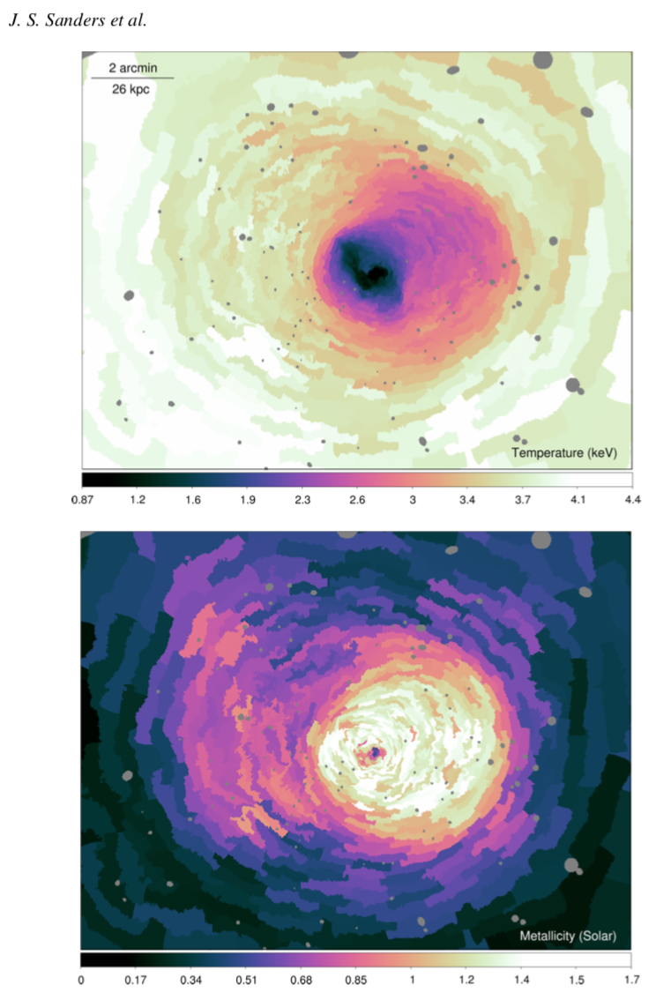 J. S. Sanders et al.
2 arcmin
26 kpc
Temperature (keV)
0.87 1.2 1.6 1.9 2.3 2.6 3 3.4 3.7 4.1 4.4
Metallicity (Solar)
0 0.17 0.34 0.51 0.68 0.85 1 1.2 1.4 1.5 1.7